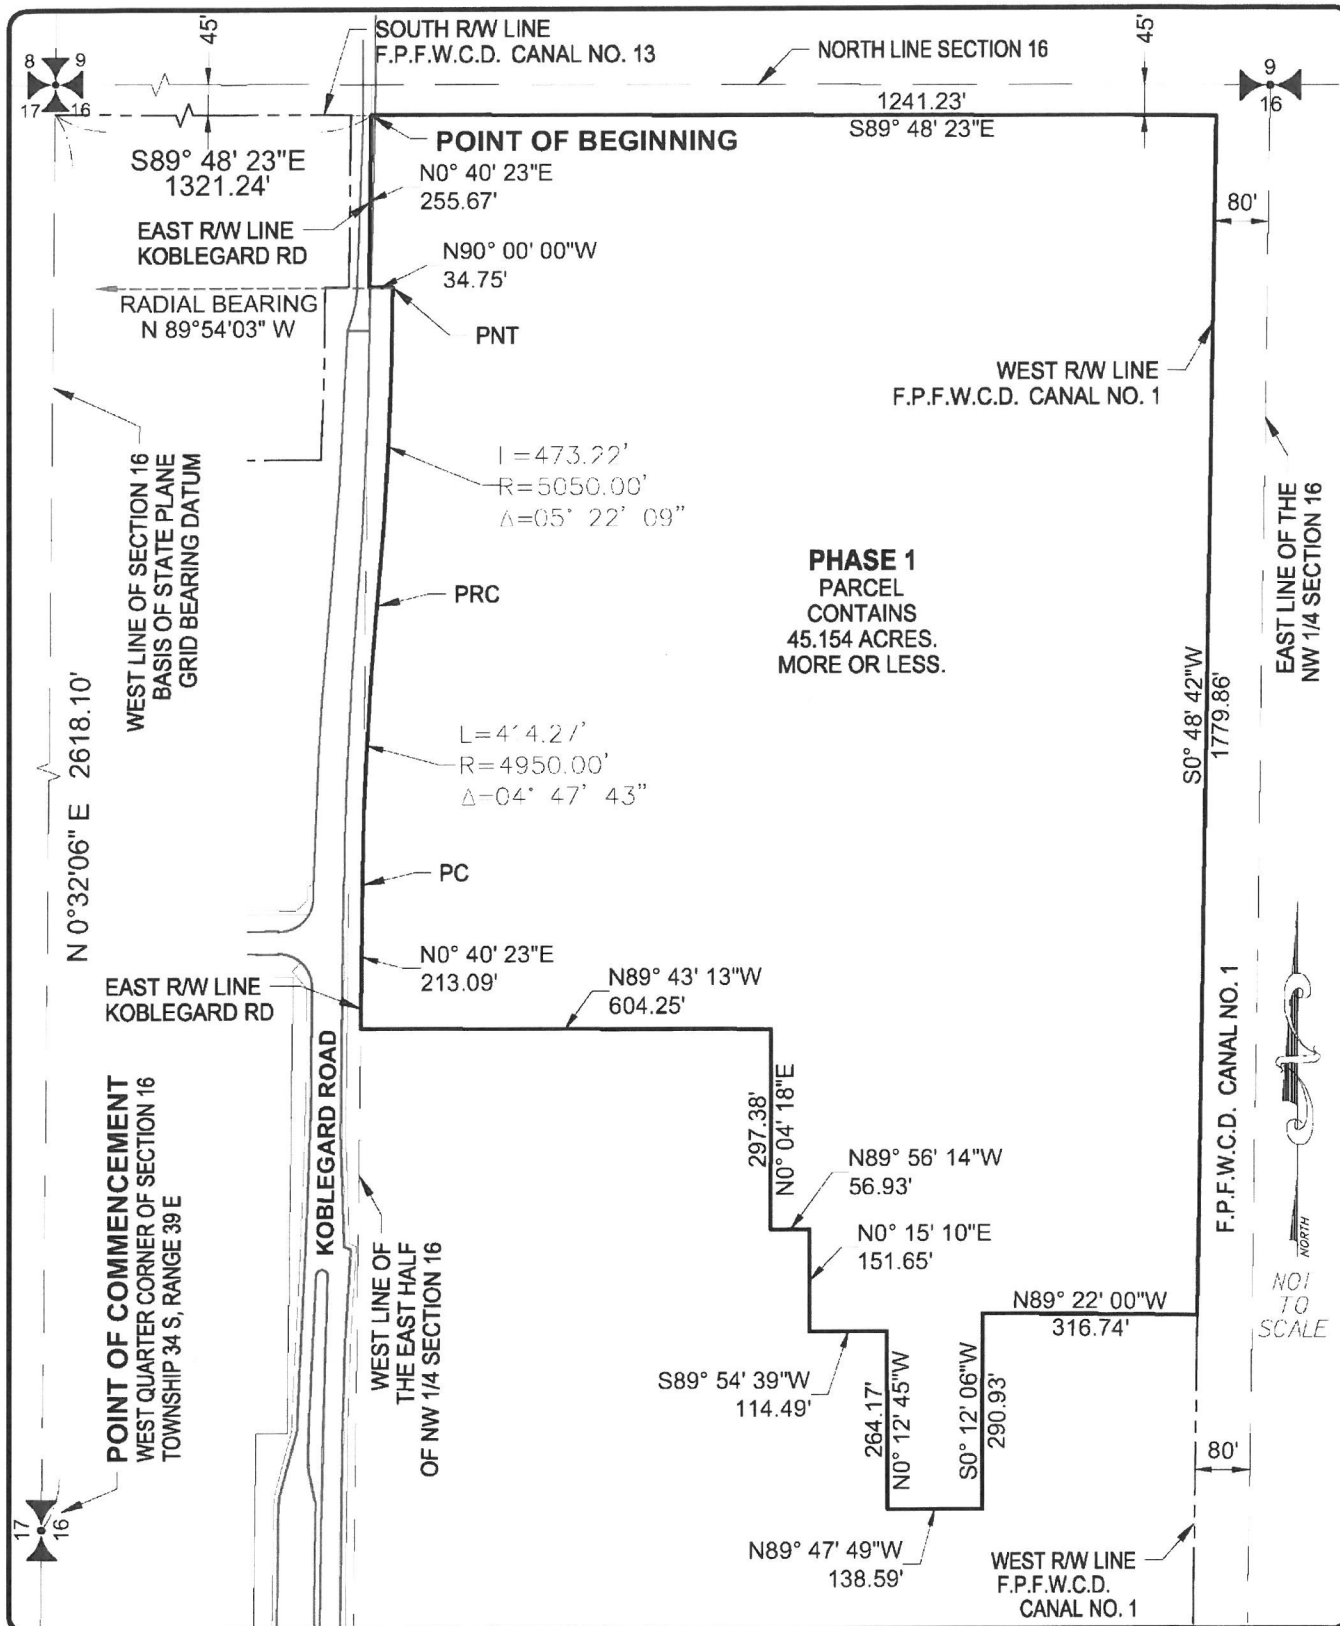 45'
SOUTH R/W LINE
F.P.F.W.C.D. CANAL NO. 13
NORTH LINE SECTION 16
45'
8 9
17 16
9
16
1241.23'
S89° 48' 23"E
POINT OF BEGINNING
S89° 48' 23"E
1321.24'
N0° 40' 23"E
255.67'
80'
EAST R/W LINE
KOBLEGARD RD
N90° 00' 00"W
34.75'
RADIAL BEARING
N 89°54'03" W
PNT
WEST R/W LINE
F.P.F.W.C.D. CANAL NO. 1
WEST LINE OF SECTION 16
BASIS OF STATE PLANE
GRID BEARING DATUM
=473.22'
R=5050.00'
Δ=05° 22' 09"
EAST LINE OF THE
NW 1/4 SECTION 16
PHASE 1
PARCEL
CONTAINS
45.154 ACRES.
MORE OR LESS.
PRC
N 0°32'06" E 2618.10'
S0° 48' 42"W
1779.86'
R=4950.00'
Δ=04° 47' 43"
PC
N0° 40' 23"E
213.09'
EAST R/W LINE
KOBLEGARD RD
N89° 43' 13"W
604.25'
F.P.F.W.C.D. CANAL NO. 1
KOBLEGARD ROAD
297.38'
N0° 04' 18"E
POINT OF COMMENCEMENT
WEST QUARTER CORNER OF SECTION 16
TOWNSHIP 34 S, RANGE 39 E
N89° 56' 14"W
56.93'
NORTH
NOT
TO
SCALE
WEST LINE OF
THE EAST HALF
OF NW 1/4 SECTION 16
N0° 15' 10"E
151.65'
N89° 22' 00"W
316.74'
S89° 54' 39"W
114.49'
264.17'
N0° 12' 45"W
S0° 12' 06"W
290.93'
80'
17 16
N89° 47' 49"W
138.59'
WEST R/W LINE
F.P.F.W.C.D.
CANAL NO. 1